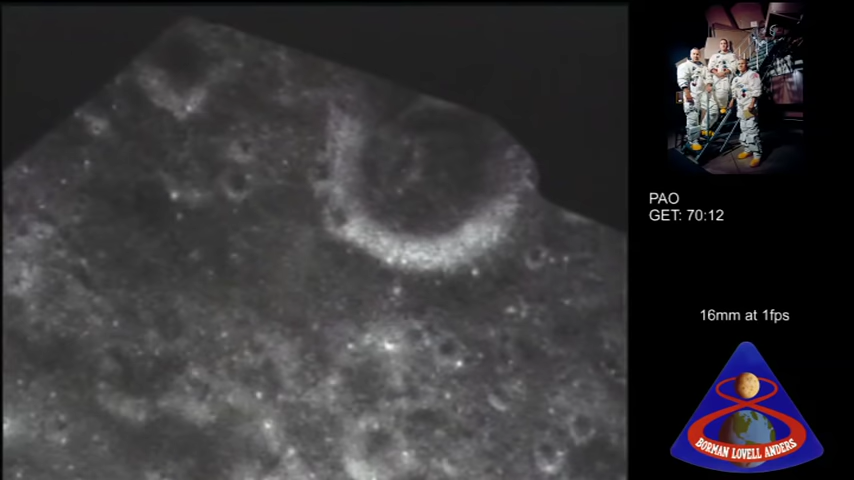 PAO
GET: 70:12
16mm at 1fps
BORMAN LOVELL ANDERS